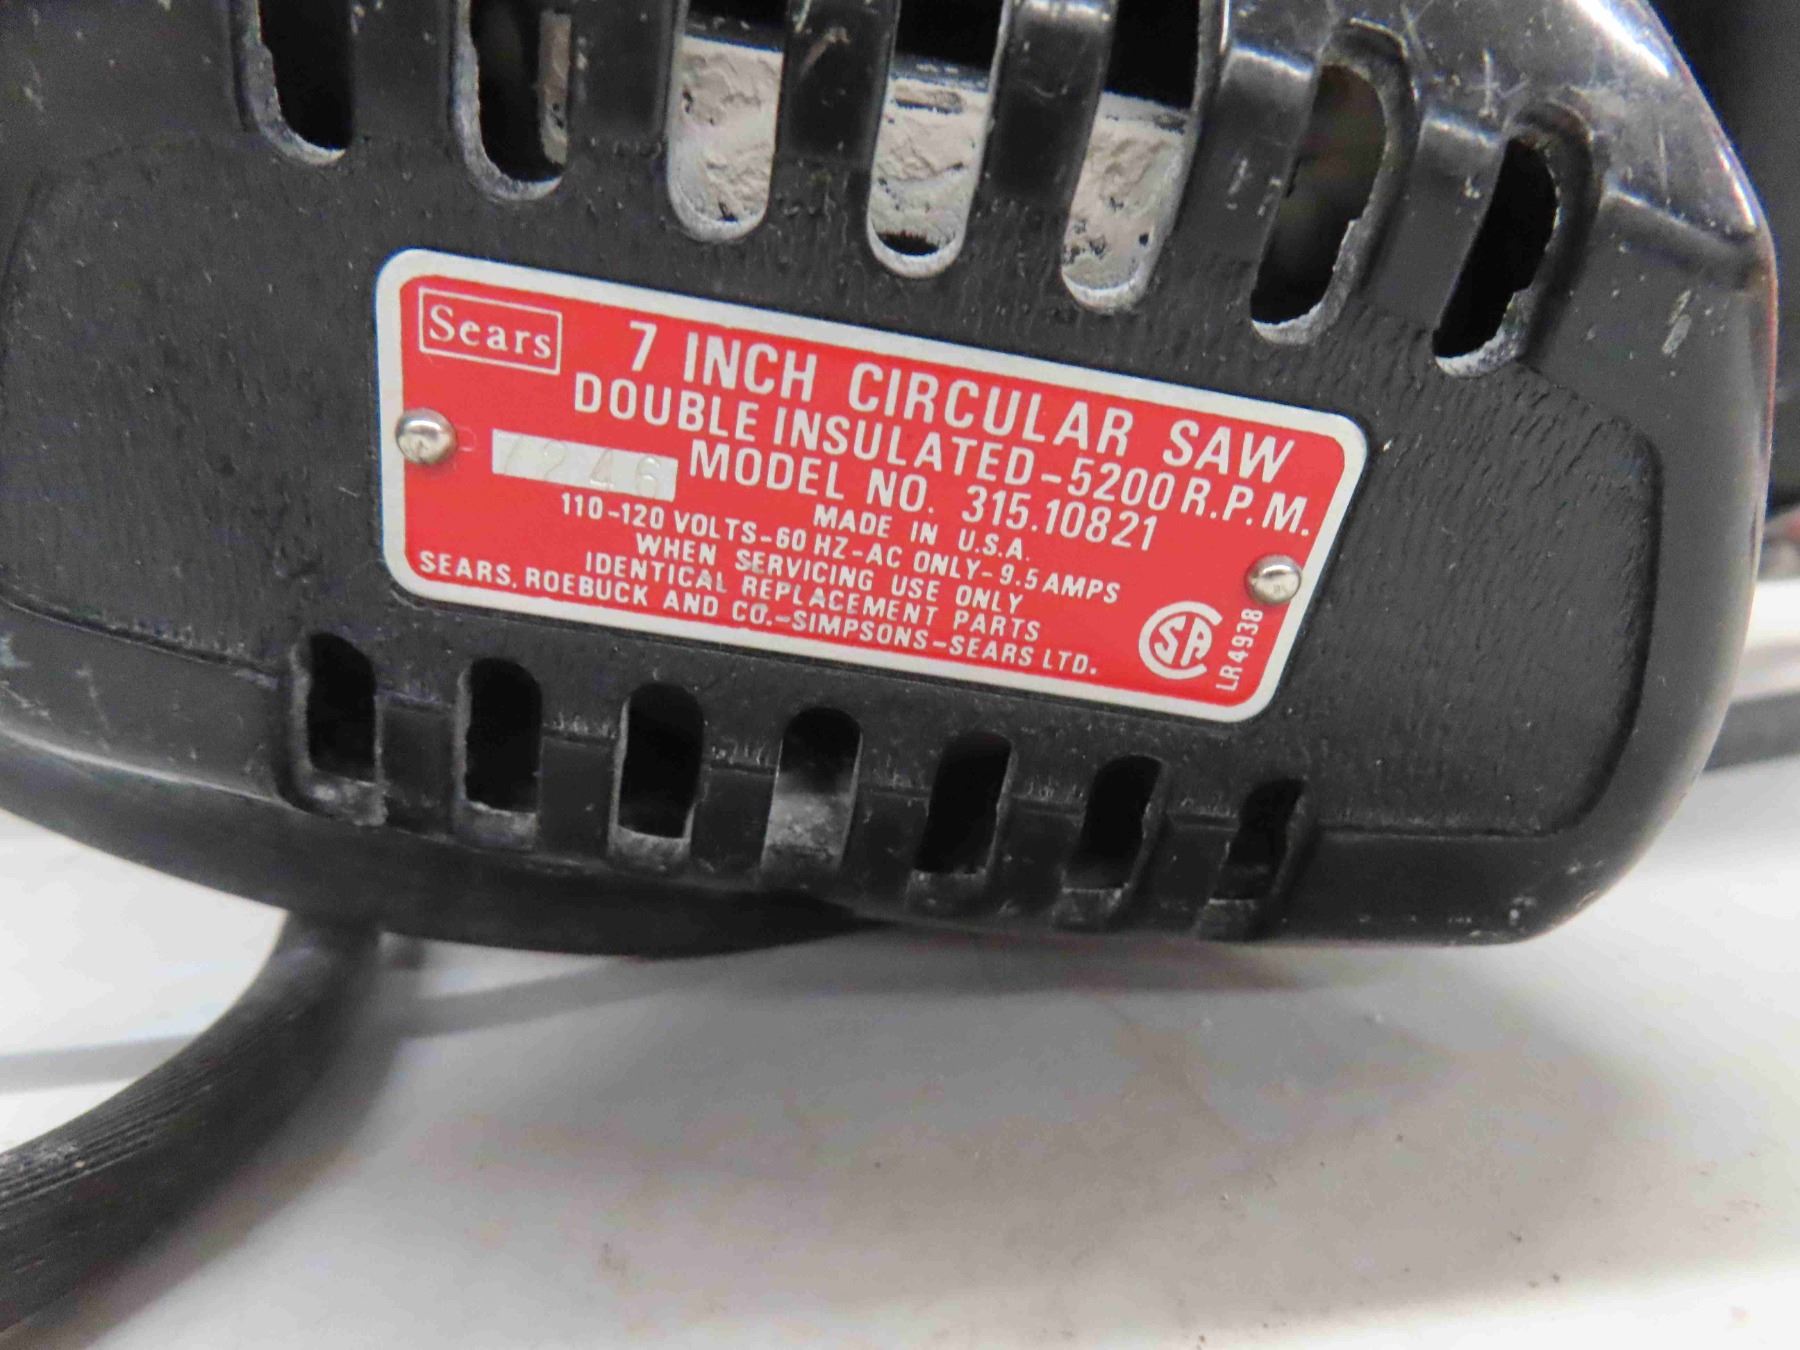 Sears
7 INCH CIRCULAR SAW
DOUBLE INSULATED-5200 R.P.M.
7246
MODEL NO. 315.10821
MADE IN U.S.A.
110-120 VOLTS-60 HZ-AC ONLY-9.5 AMPS
WHEN SERVICING USE ONLY
IDENTICAL REPLACEMENT PARTS
SEARS, ROEBUCK AND CO.-SIMPSONS-SEARS LTD.
SA
LR4938